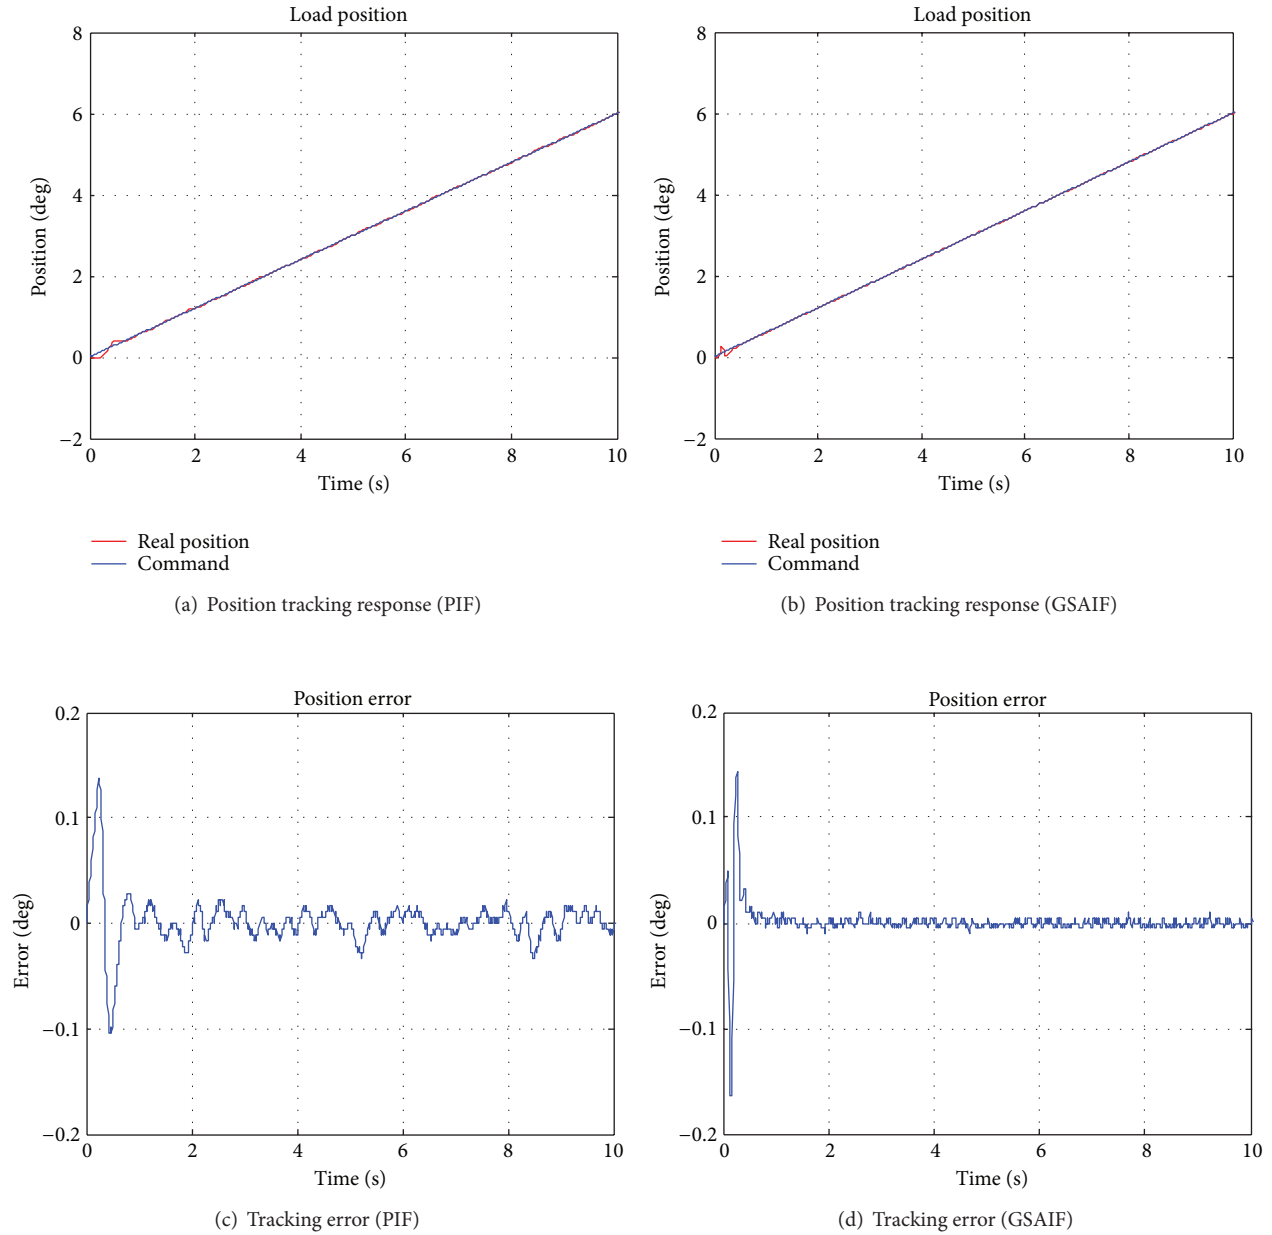 Load position
8
6
4
2
0
−2
Position (deg)
0 2 4 6 8 10
Time (s)
Real position
Command
(a) Position tracking response (PIF)
Load position
8
6
4
2
0
−2
Position (deg)
0 2 4 6 8 10
Time (s)
Real position
Command
(b) Position tracking response (GSAIF)
Position error
0.2
0.1
0
−0.1
−0.2
Error (deg)
0 2 4 6 8 10
Time (s)
(c) Tracking error (PIF)
Position error
0.2
0.1
0
−0.1
−0.2
Error (deg)
0 2 4 6 8 10
Time (s)
(d) Tracking error (GSAIF)